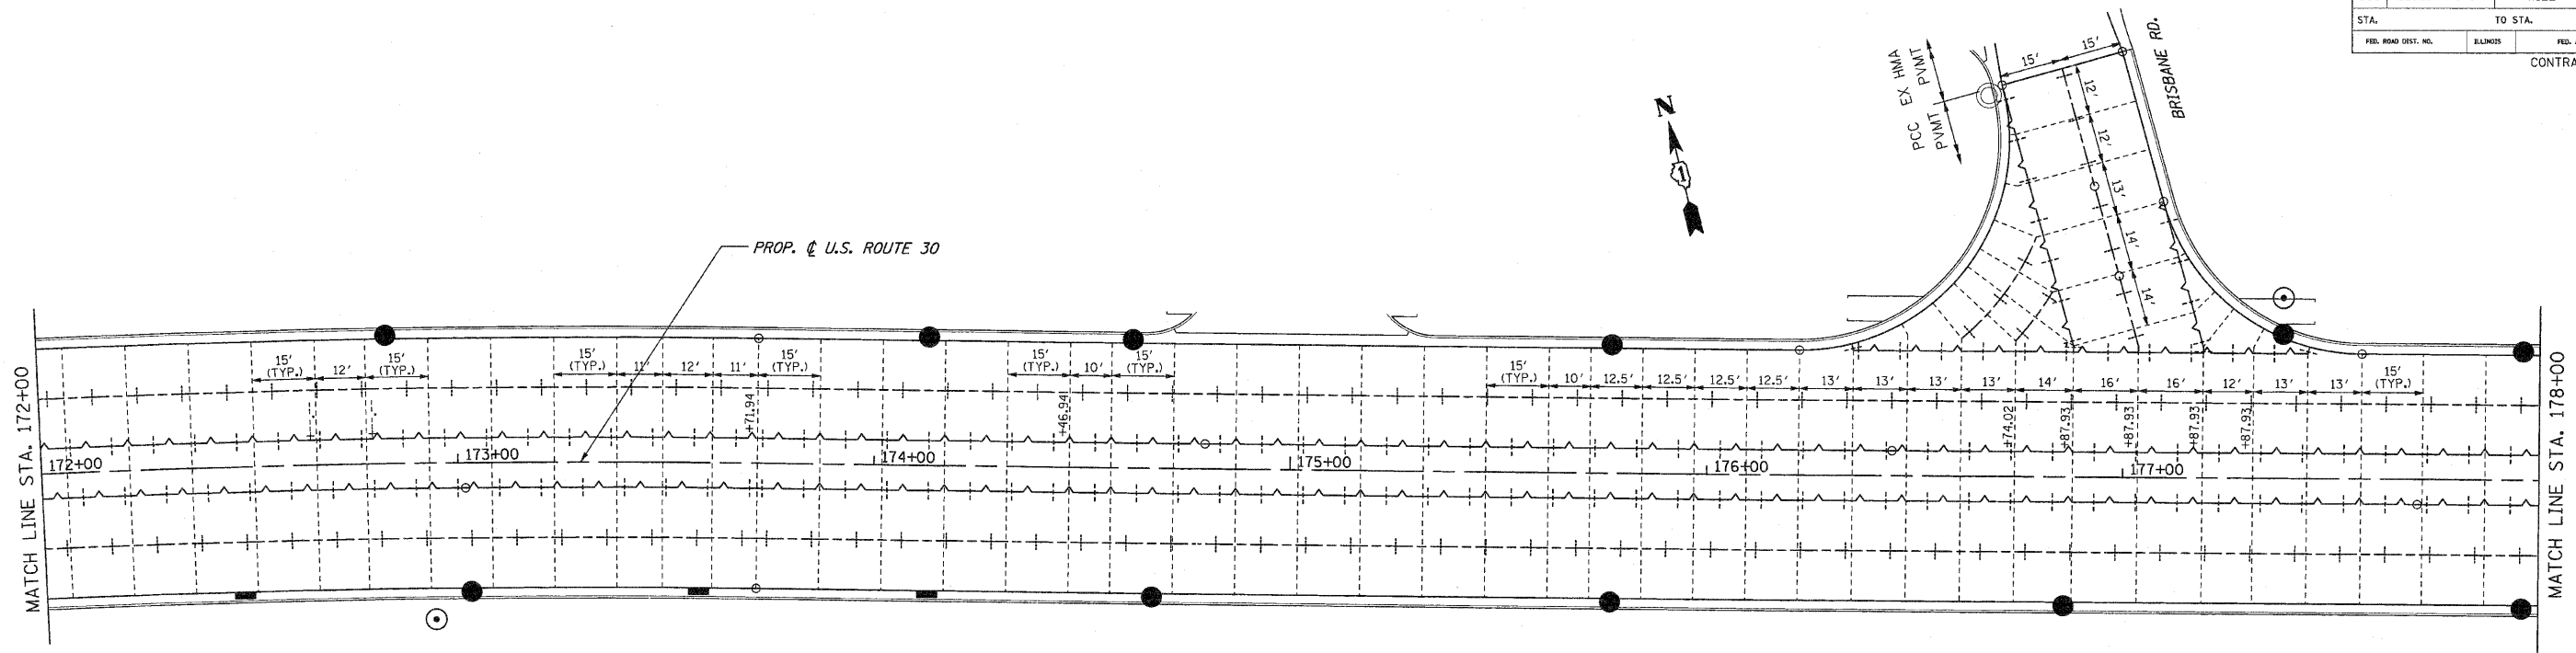 STA. TO STA.
FED. ROAD DIST. NO. ILLINOIS FED.
CONTRA
15' 15'
BRISBANE RD.
EX HMA PVMT
PCC PVMT
12'
12'
13'
14'
14'
N
1
PROP. ℄ U.S. ROUTE 30
MATCH LINE STA. 172+00
15' (TYP.) 12' 15' (TYP.) 15' (TYP.) 11' 12' 11' 15' (TYP.) 15' (TYP.) 10' 15' (TYP.) 15' (TYP.) 10' 12.5' 12.5' 12.5' 12.5' 13' 13' 13' 13' 14' 16' 16' 12' 13' 13' 15' (TYP.)
+71.94 +46.94 +74.02 +87.93 +87.93 +87.93 +87.93
172+00 173+00 174+00 175+00 176+00 177+00
MATCH LINE STA. 178+00